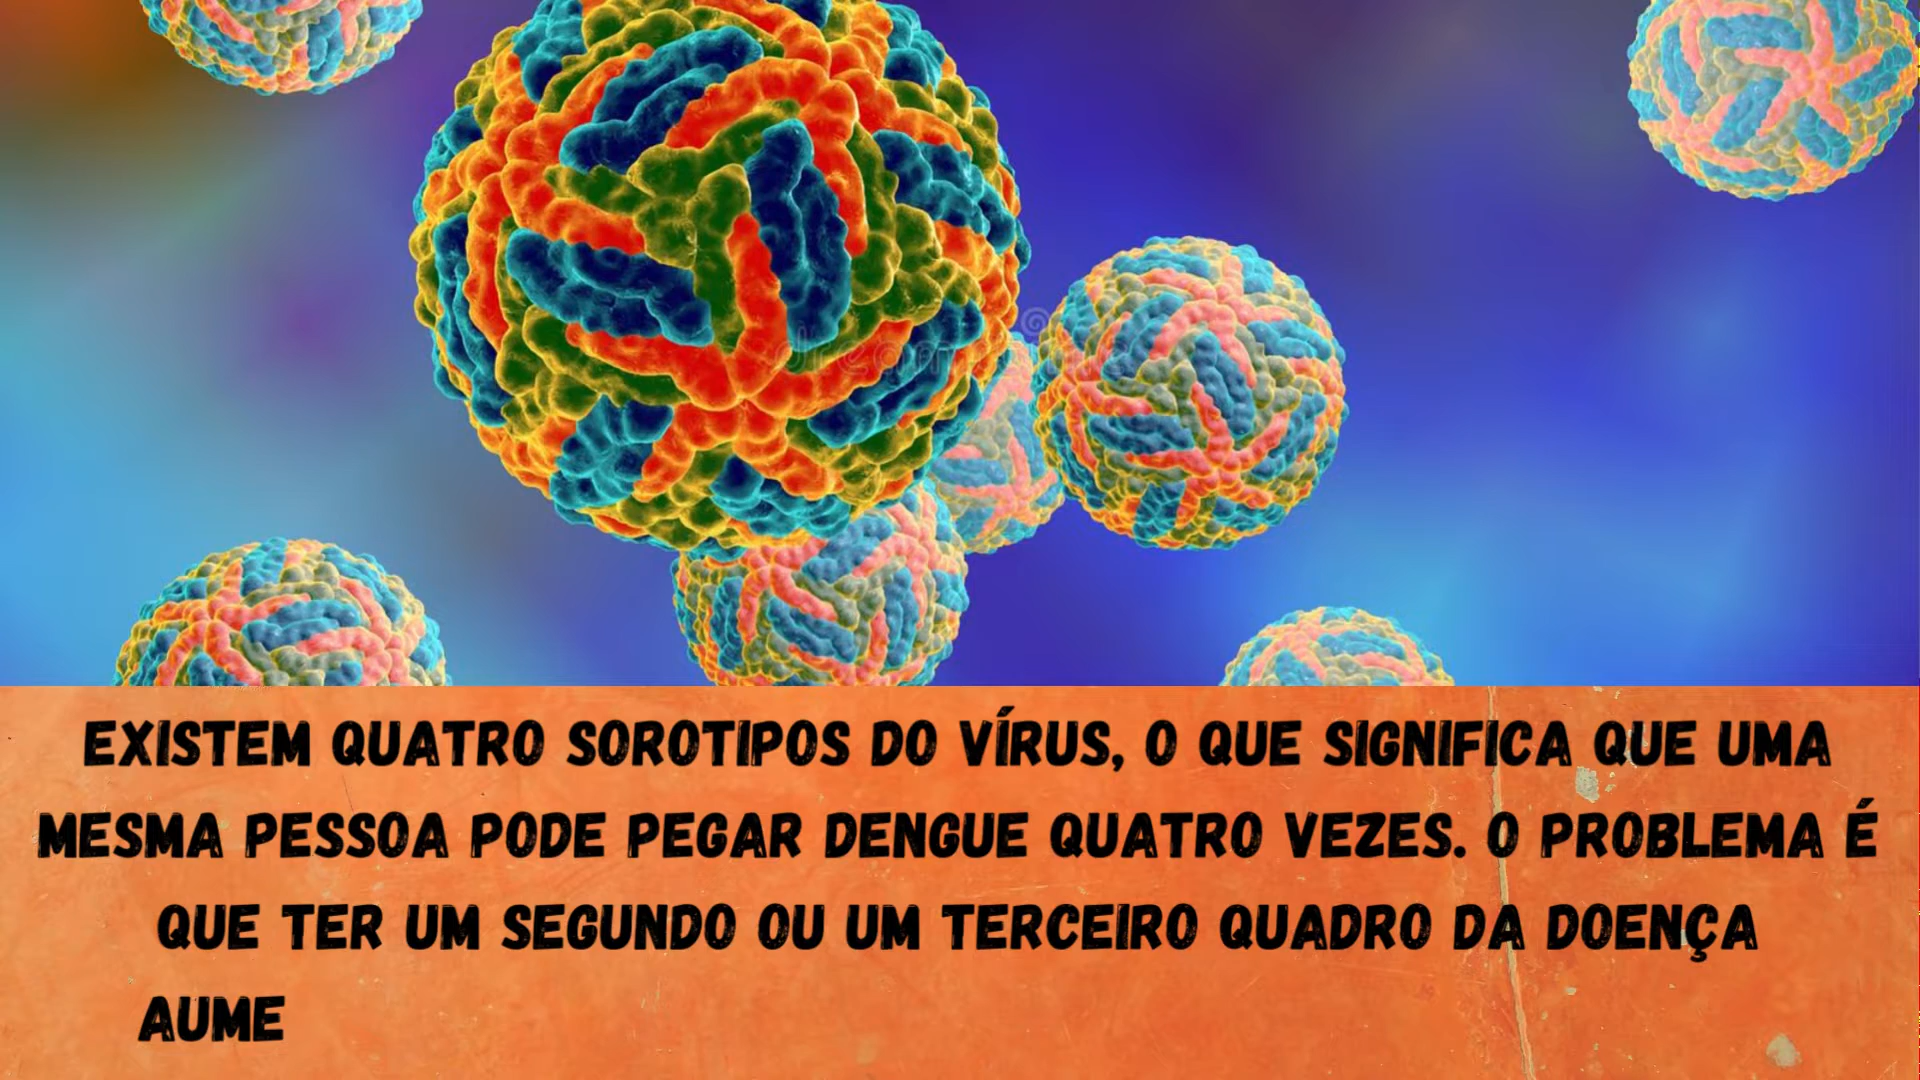 EXISTEM QUATRO SOROTIPOS DO VÍRUS, O QUE SIGNIFICA QUE UMA
MESMA PESSOA PODE PEGAR DENGUE QUATRO VEZES. O PROBLEMA É
QUE TER UM SEGUNDO OU UM TERCEIRO QUADRO DA DOENÇA
AUME